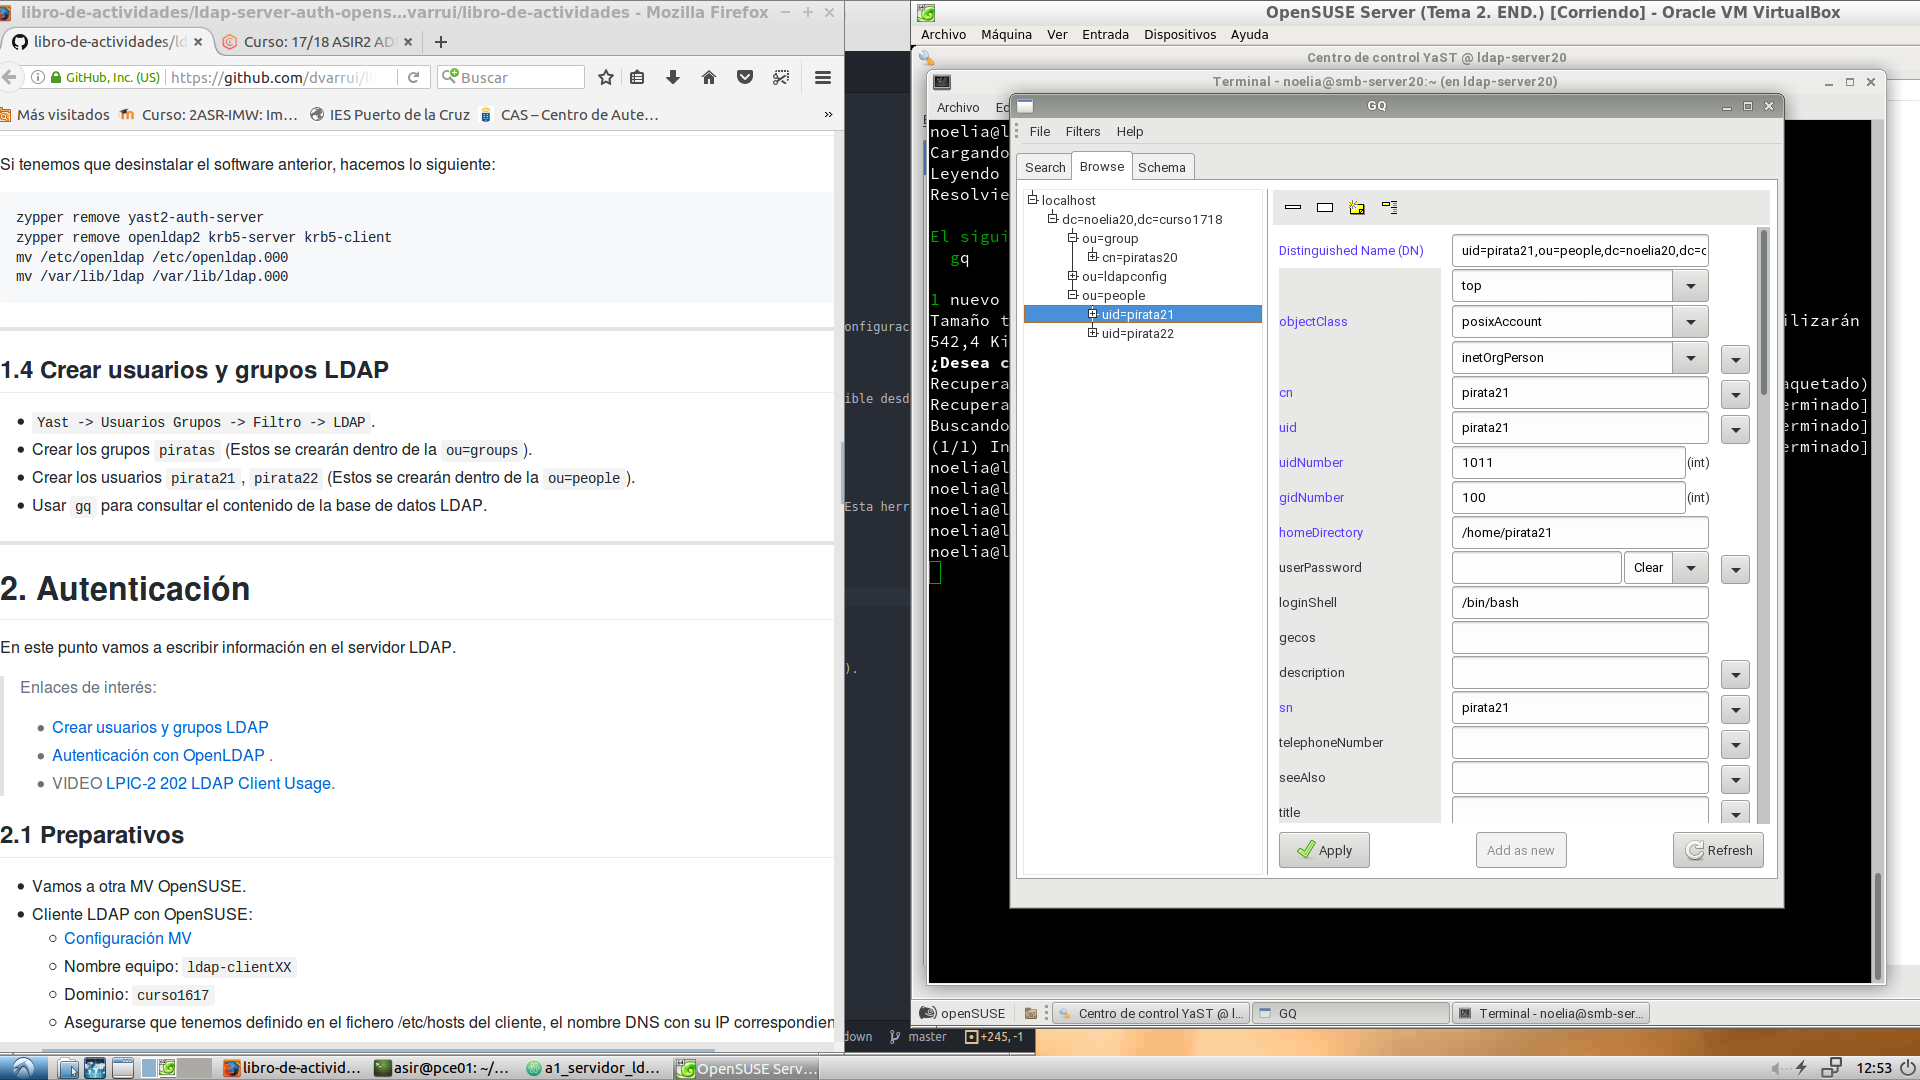 libro-de-actividades/ldap-server-auth-opens...varrui/libro-de-actividades - Mozilla Firefox
libro-de-actividades/ld
Curso: 17/18 ASIR2 AD
GitHub, Inc. (US)
https://github.com/dvarrui/li
Buscar
Más visitados
Curso: 2ASR-IMW: Im...
IES Puerto de la Cruz
CAS – Centro de Aute...
Si tenemos que desinstalar el software anterior, hacemos lo siguiente:
zypper remove yast2-auth-server
zypper remove openldap2 krb5-server krb5-client
mv /etc/openldap /etc/openldap.000
mv /var/lib/ldap /var/lib/ldap.000
1.4 Crear usuarios y grupos LDAP
Yast -> Usuarios Grupos -> Filtro -> LDAP.
Crear los grupos piratas (Estos se crearán dentro de la ou=groups).
Crear los usuarios pirata21, pirata22 (Estos se crearán dentro de la ou=people).
Usar gq para consultar el contenido de la base de datos LDAP.
2. Autenticación
En este punto vamos a escribir información en el servidor LDAP.
Enlaces de interés:
Crear usuarios y grupos LDAP
Autenticación con OpenLDAP .
VIDEO LPIC-2 202 LDAP Client Usage.
2.1 Preparativos
Vamos a otra MV OpenSUSE.
Cliente LDAP con OpenSUSE:
Configuración MV
Nombre equipo: ldap-clientXX
Dominio: curso1617
Asegurarse que tenemos definido en el fichero /etc/hosts del cliente, el nombre DNS con su IP correspondien
onfigurac
ible desd
Esta herr
).
down
master
+245, -1
OpenSUSE Server (Tema 2. END.) [Corriendo] - Oracle VM VirtualBox
Archivo
Máquina
Ver
Entrada
Dispositivos
Ayuda
Centro de control YaST @ ldap-server20
Terminal - noelia@smb-server20:~ (en ldap-server20)
Archivo
Ed
noelia@l
Cargando
Leyendo
Resolvie
El sigui
gq
1 nuevo
Tamaño t
ilizarán
542,4 Ki
¿Desea c
Recupera
aquetado)
Recupera
erminado]
Buscando
erminado]
(1/1) In
erminado]
noelia@l
noelia@l
noelia@l
noelia@l
noelia@l
GQ
File
Filters
Help
Search
Browse
Schema
localhost
dc=noelia20,dc=curso1718
ou=group
cn=piratas20
ou=ldapconfig
ou=people
uid=pirata21
uid=pirata22
Distinguished Name (DN)
uid=pirata21,ou=people,dc=noelia20,dc=c
objectClass
top
posixAccount
inetOrgPerson
cn
pirata21
uid
pirata21
uidNumber
1011
(int)
gidNumber
100
(int)
homeDirectory
/home/pirata21
userPassword
Clear
loginShell
/bin/bash
gecos
description
sn
pirata21
telephoneNumber
seeAlso
title
Apply
Add as new
Refresh
openSUSE
Centro de control YaST @ l...
GQ
Terminal - noelia@smb-ser...
libro-de-activid...
asir@pce01: ~/...
a1_servidor_ld...
OpenSUSE Serv...
12:53